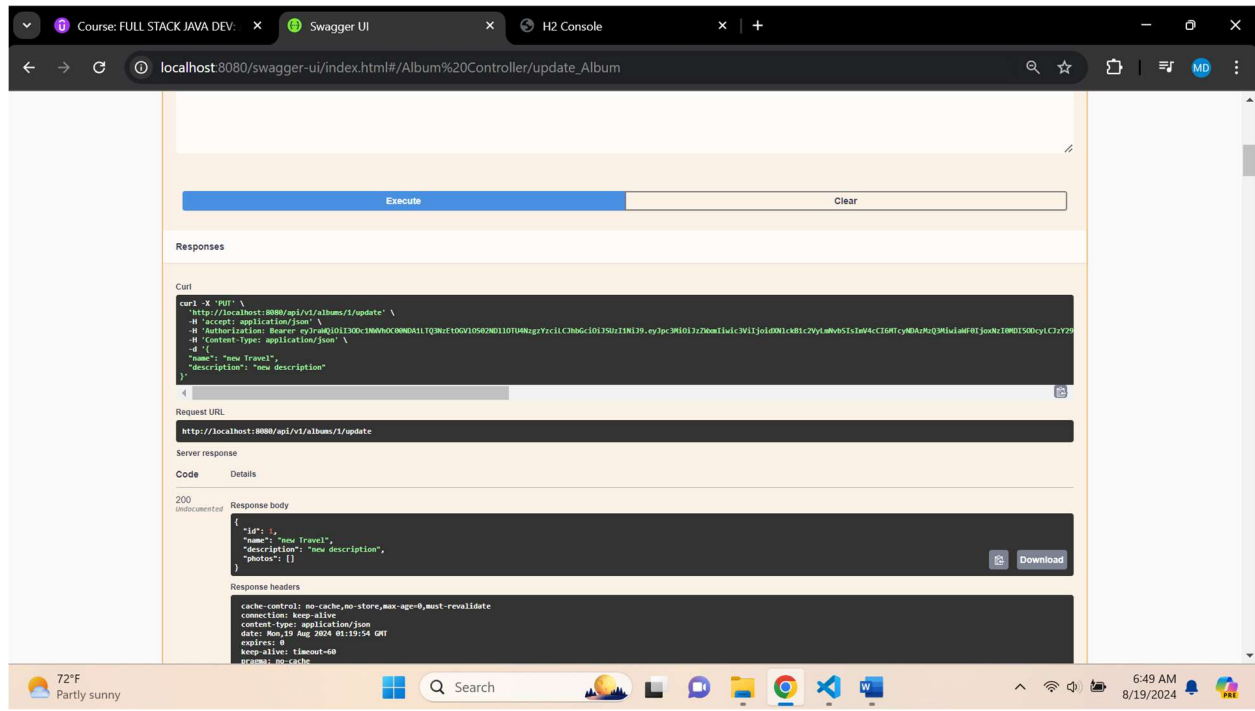 Course: FULL STACK JAVA DEV:
Swagger UI
H2 Console
localhost:8080/swagger-ui/index.html#/Album%20Controller/update_Album
MD
Execute
Clear
Responses
Curl
curl -X 'PUT' \
'http://localhost:8080/api/v1/albums/1/update' \
-H 'accept: application/json' \
-H 'Authorization: Bearer
-H 'Content-Type: application/json' \
-d '{
"name": "new Travel",
"description": "new description"
}'
Request URL
http://localhost:8080/api/v1/albums/1/update
Server response
Code Details
200
Undocumented
Response body
{
"id": 1,
"name": "new Travel",
"description": "new description",
"photos": []
}
Download
Response headers
cache-control: no-cache,no-store,max-age=0,must-revalidate
connection: keep-alive
content-type: application/json
date: Mon,19 Aug 2024 01:19:54 GMT
expires: 0
keep-alive: timeout=60
pragma: no-cache
72°F
Partly sunny
Search
6:49 AM
8/19/2024
PRE